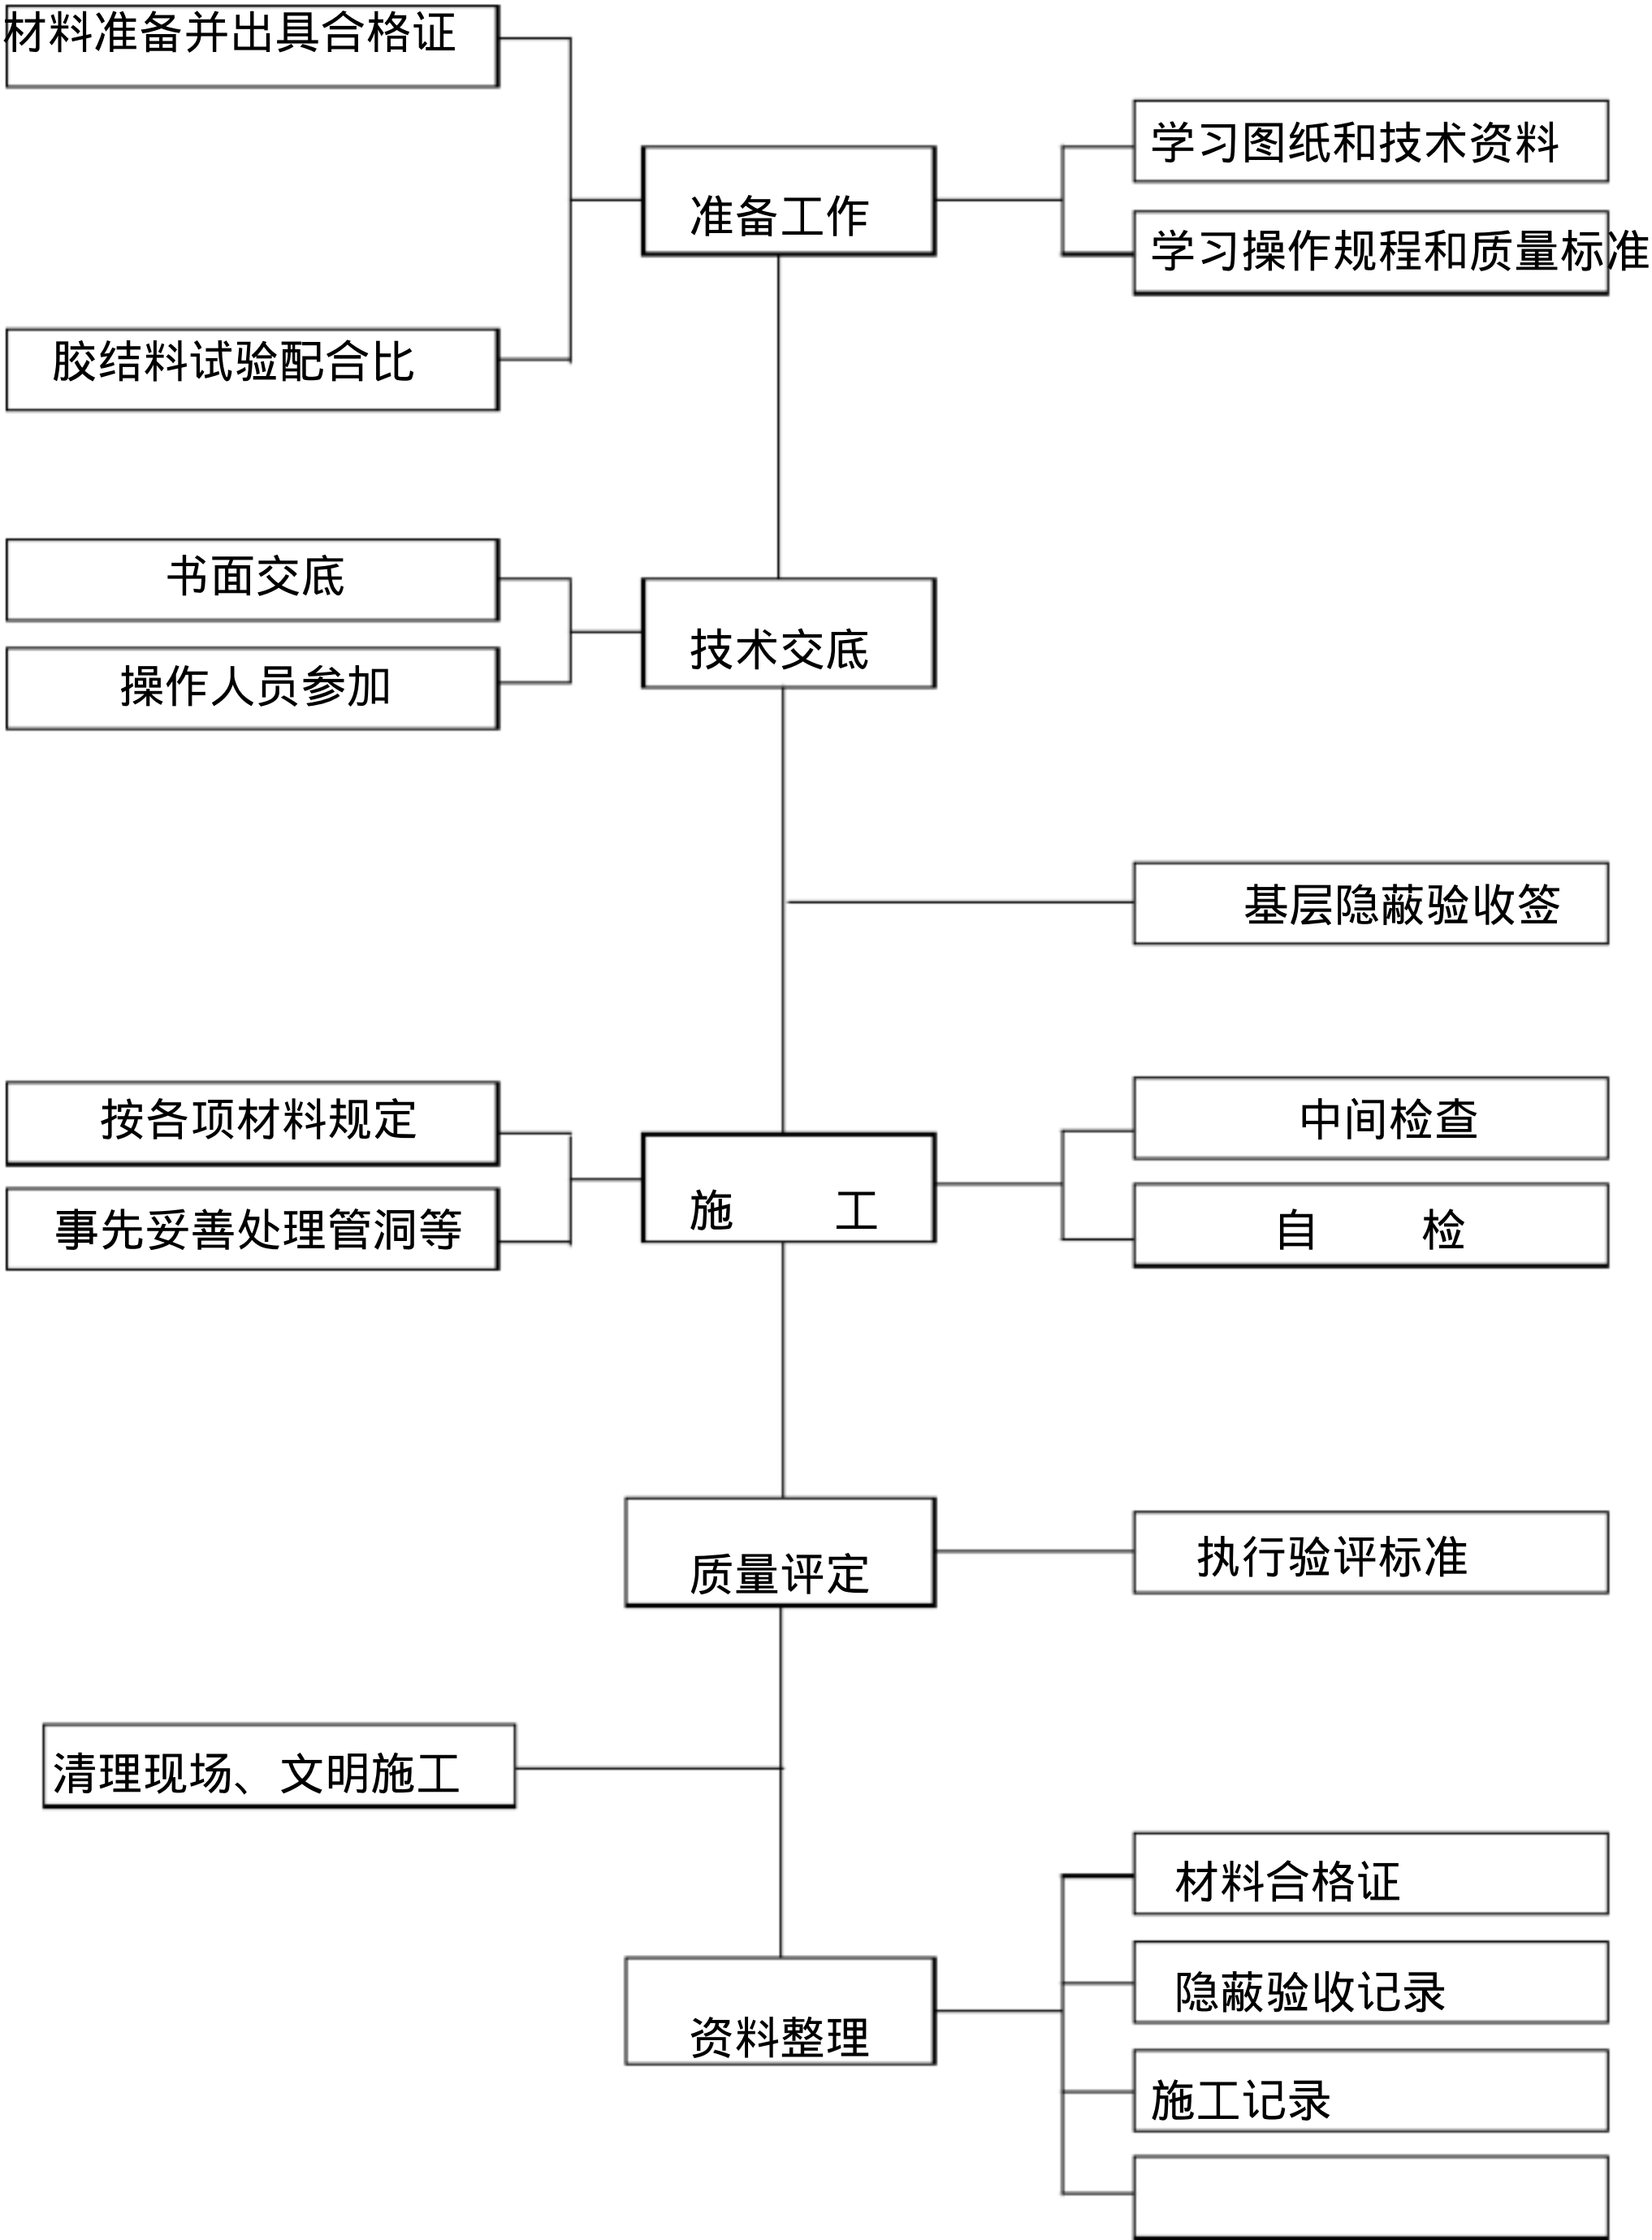 材料准备并出具合格证
学习图纸和技术资料
准备工作
学习操作规程和质量标准
胶结料试验配合比
书面交底
技术交底
操作人员参加
基层隐蔽验收签
按各项材料规定
中间检查
施 工
事先妥善处理管洞等
自 检
质量评定
执行验评标准
清理现场、文明施工
材料合格证
隐蔽验收记录
资料整理
施工记录